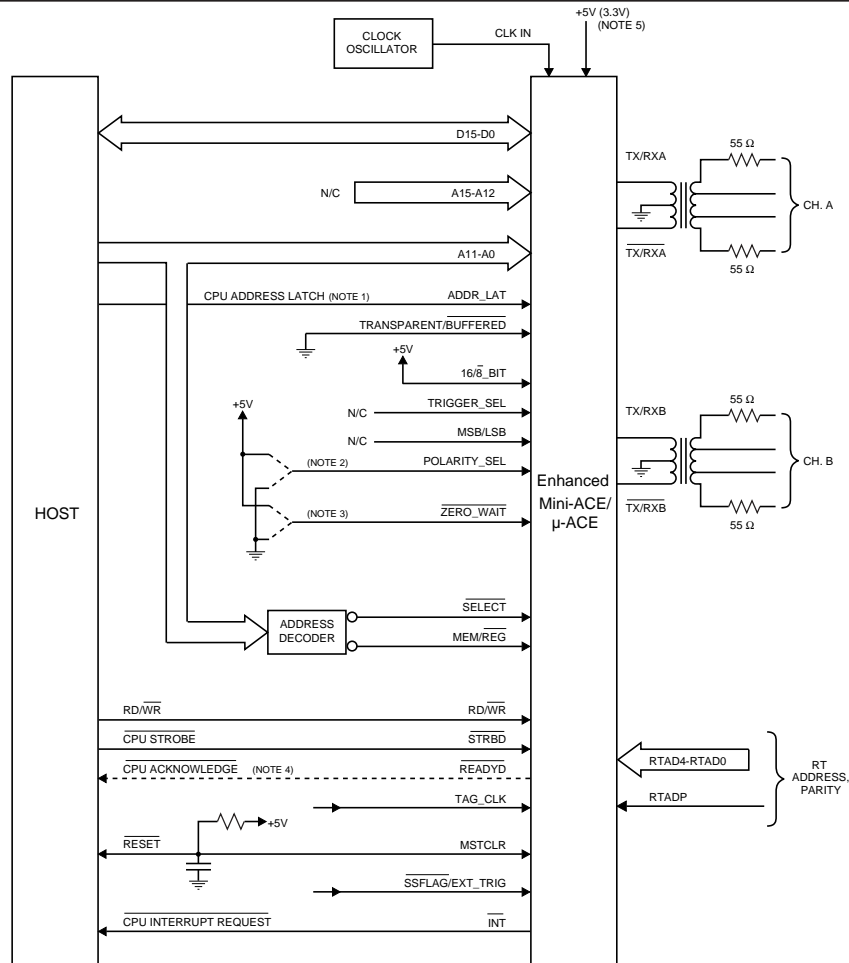 +5V (3.3V)
(NOTE 5)
CLOCK
OSCILLATOR
CLK IN
D15-D0
N/C
A15-A12
A11-A0
CPU ADDRESS LATCH (NOTE 1)
ADDR_LAT
TRANSPARENT/BUFFERED
+5V
16/8_BIT
N/C
TRIGGER_SEL
N/C
MSB/LSB
+5V
(NOTE 2)
POLARITY_SEL
(NOTE 3)
ZERO_WAIT
HOST
Enhanced
Mini-ACE/
µ-ACE
ADDRESS
DECODER
SELECT
MEM/REG
RD/WR
RD/WR
CPU STROBE
STRBD
CPU ACKNOWLEDGE (NOTE 4)
READYD
TAG_CLK
+5V
RESET
MSTCLR
SSFLAG/EXT_TRIG
CPU INTERRUPT REQUEST
INT
TX/RXA
55 Ω
CH. A
TX/RXA
55 Ω
TX/RXB
55 Ω
CH. B
TX/RXB
55 Ω
RTAD4-RTAD0
RTADP
RT
ADDRESS,
PARITY